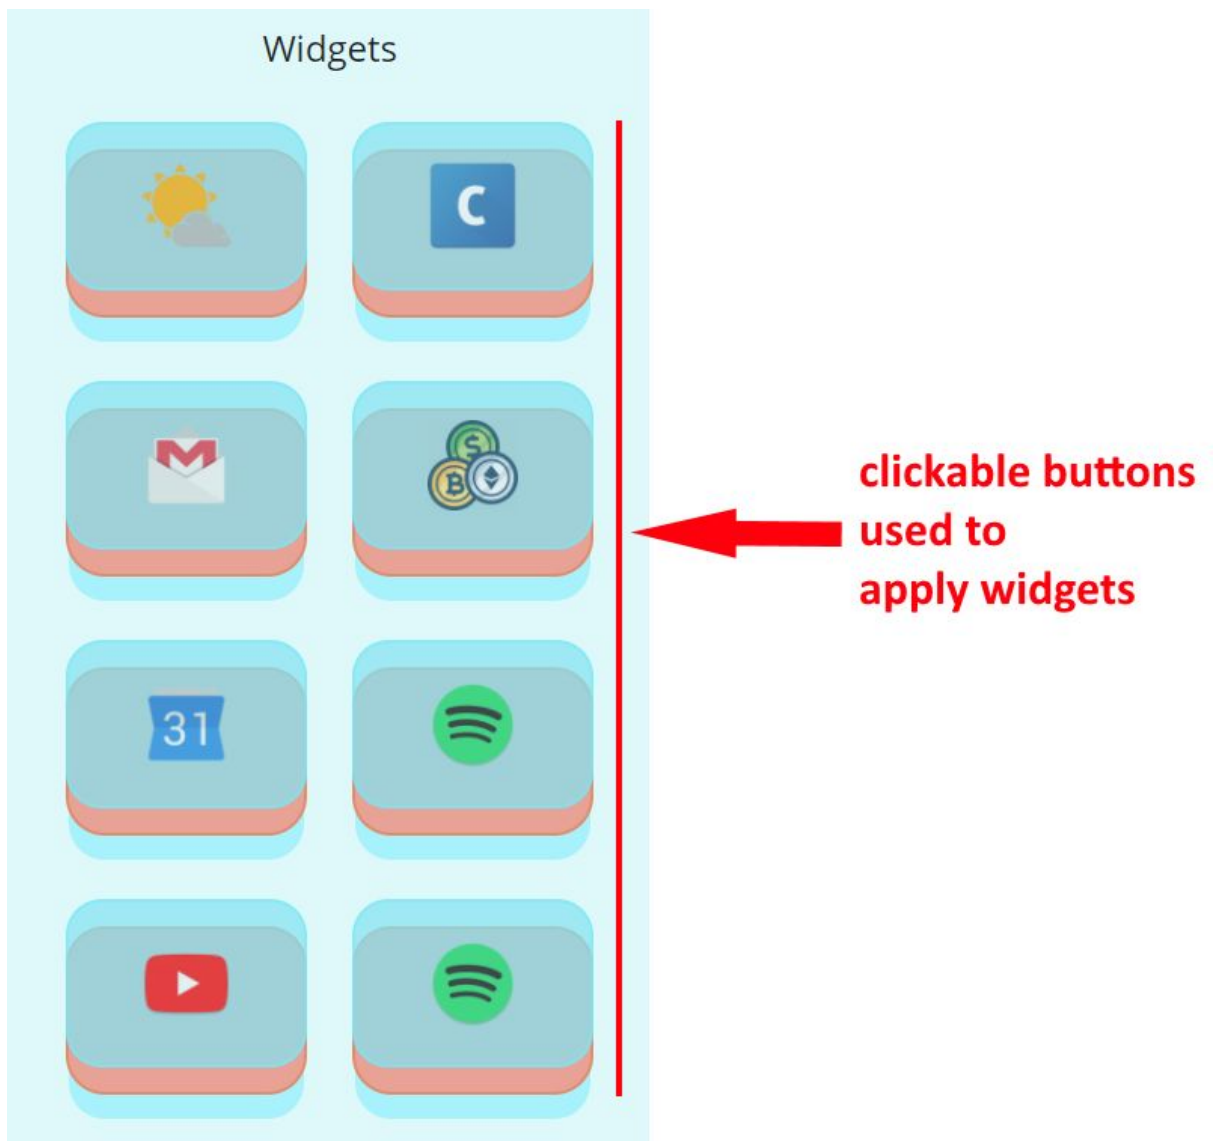 Widgets
C
$
B
31
clickable buttons
used to
apply widgets